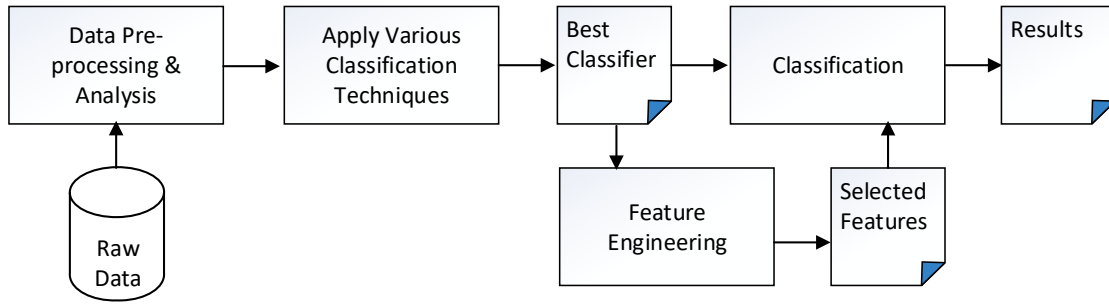 Data Pre-
processing &
Analysis
Apply Various
Classification
Techniques
Best
Classifier
Classification
Results
Raw
Data
Feature
Engineering
Selected
Features